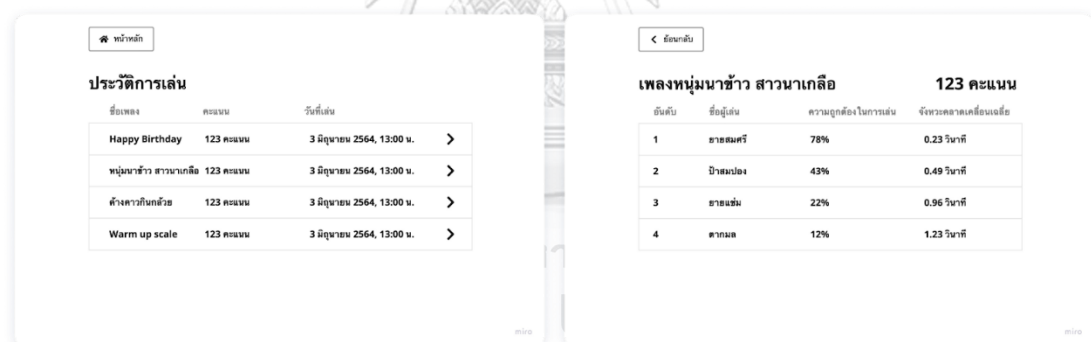 หน้าหลัก
ประวัติการเล่น
ชื่อเพลง คะแนน วันที่เล่น
Happy Birthday 123 คะแนน 3 มิถุนายน 2564, 13:00 น.
หนุ่มนาข้าว สาวนาเกลือ 123 คะแนน 3 มิถุนายน 2564, 13:00 น.
ค้างคาวกินกล้วย 123 คะแนน 3 มิถุนายน 2564, 13:00 น.
Warm up scale 123 คะแนน 3 มิถุนายน 2564, 13:00 น.
miro
ย้อนกลับ
เพลงหนุ่มนาข้าว สาวนาเกลือ 123 คะแนน
อันดับ ชื่อผู้เล่น ความถูกต้องในการเล่น จังหวะคลาดเคลื่อนเฉลี่ย
1 ยายสมศรี 78% 0.23 วินาที
2 ป้าสมปอง 43% 0.49 วินาที
3 ยายแช่ม 22% 0.96 วินาที
4 ตากมล 12% 1.23 วินาที
miro